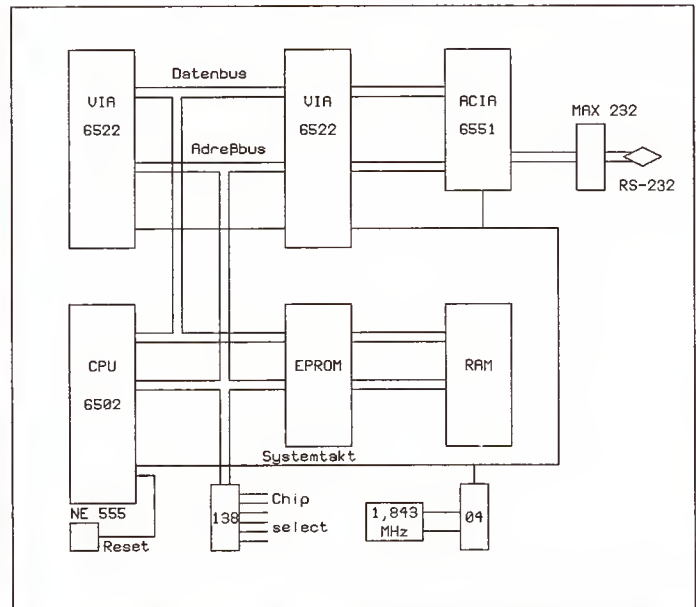 Datenbus
VIA
6522
VIA
6522
ACIA
6551
MAX 232
Adreßbus
RS-232
CPU
6502
EPROM
RAM
Systemtakt
NE 555
Reset
138
Chip
select
1,843
MHz
04